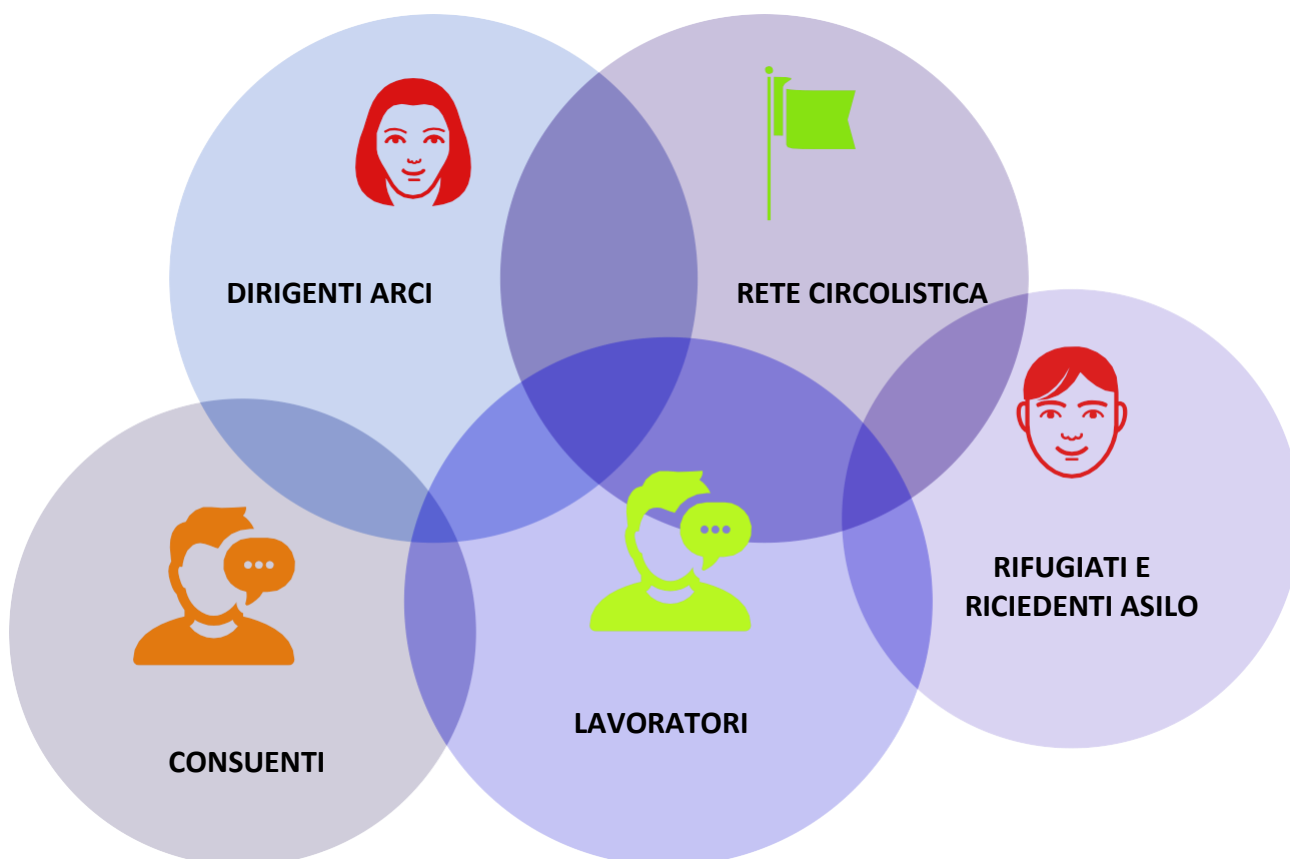 DIRIGENTI ARCI
RETE CIRCOLISTICA
RIFUGIATI E
RICIEDENTI ASILO
LAVORATORI
CONSUENTI